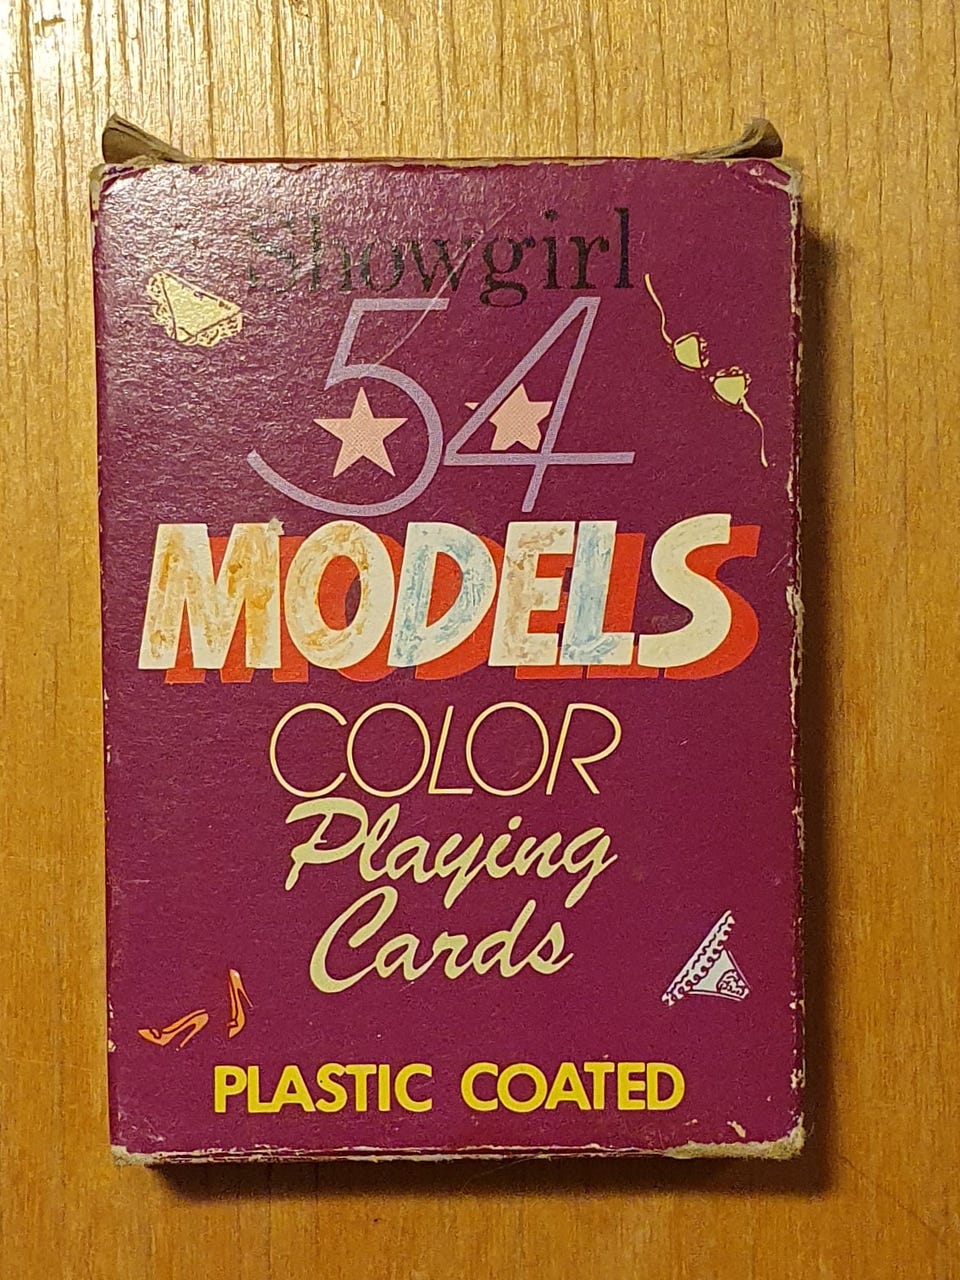 Showgirl
54
MODELS
COLOR
Playing
Cards
PLASTIC COATED